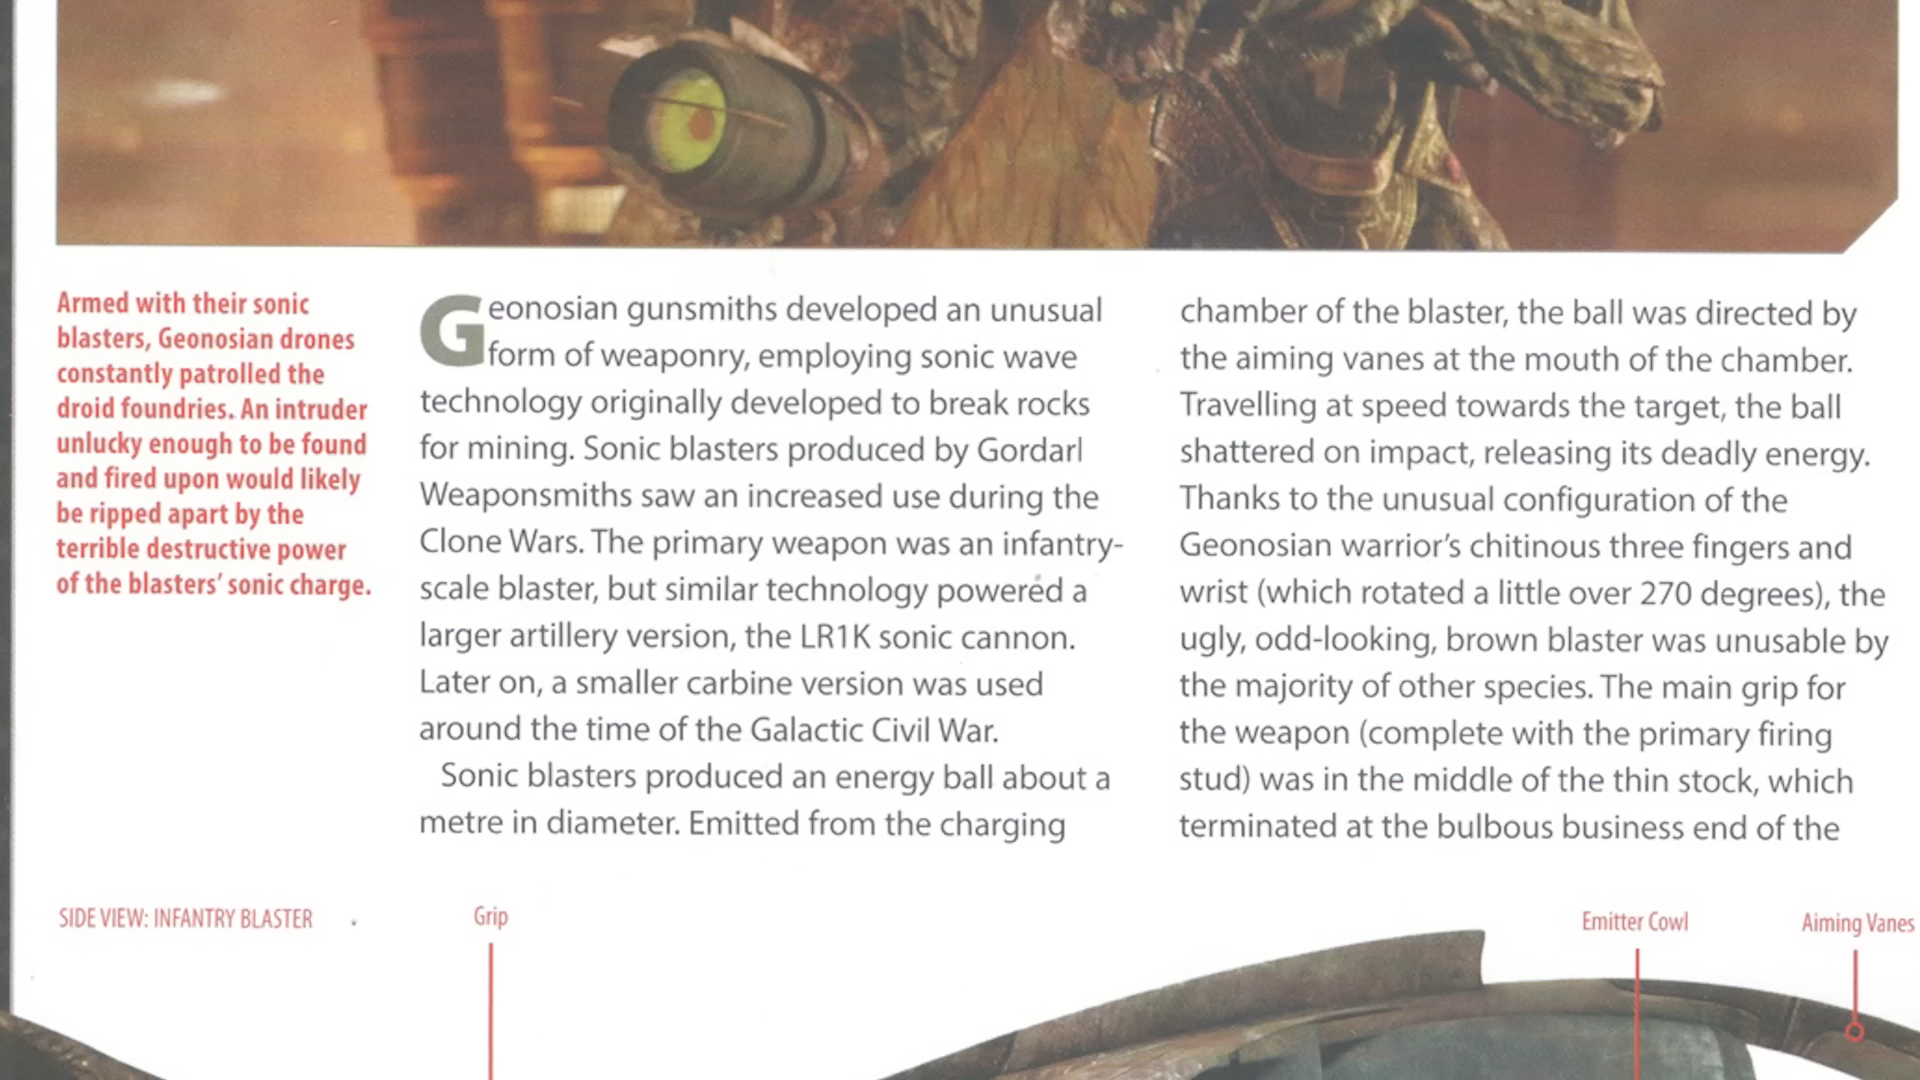 Armed with their sonic
blasters, Geonosian drones
constantly patrolled the
droid foundries. An intruder
unlucky enough to be found
and fired upon would likely
be ripped apart by the
terrible destructive power
of the blasters' sonic charge.
Geonosian gunsmiths developed an unusual
form of weaponry, employing sonic wave
technology originally developed to break rocks
for mining. Sonic blasters produced by Gordarl
Weaponsmiths saw an increased use during the
Clone Wars. The primary weapon was an infantry-
scale blaster, but similar technology powered a
larger artillery version, the LR1K sonic cannon.
Later on, a smaller carbine version was used
around the time of the Galactic Civil War.
Sonic blasters produced an energy ball about a
metre in diameter. Emitted from the charging
chamber of the blaster, the ball was directed by
the aiming vanes at the mouth of the chamber.
Travelling at speed towards the target, the ball
shattered on impact, releasing its deadly energy.
Thanks to the unusual configuration of the
Geonosian warrior's chitinous three fingers and
wrist (which rotated a little over 270 degrees), the
ugly, odd-looking, brown blaster was unusable by
the majority of other species. The main grip for
the weapon (complete with the primary firing
stud) was in the middle of the thin stock, which
terminated at the bulbous business end of the
SIDE VIEW: INFANTRY BLASTER
Grip
Emitter Cowl
Aiming Vanes